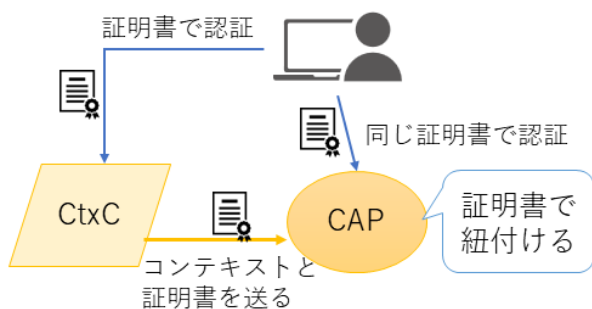 証明書で認証
同じ証明書で認証
CtxC
CAP
証明書で
紐付ける
コンテキストと
証明書を送る